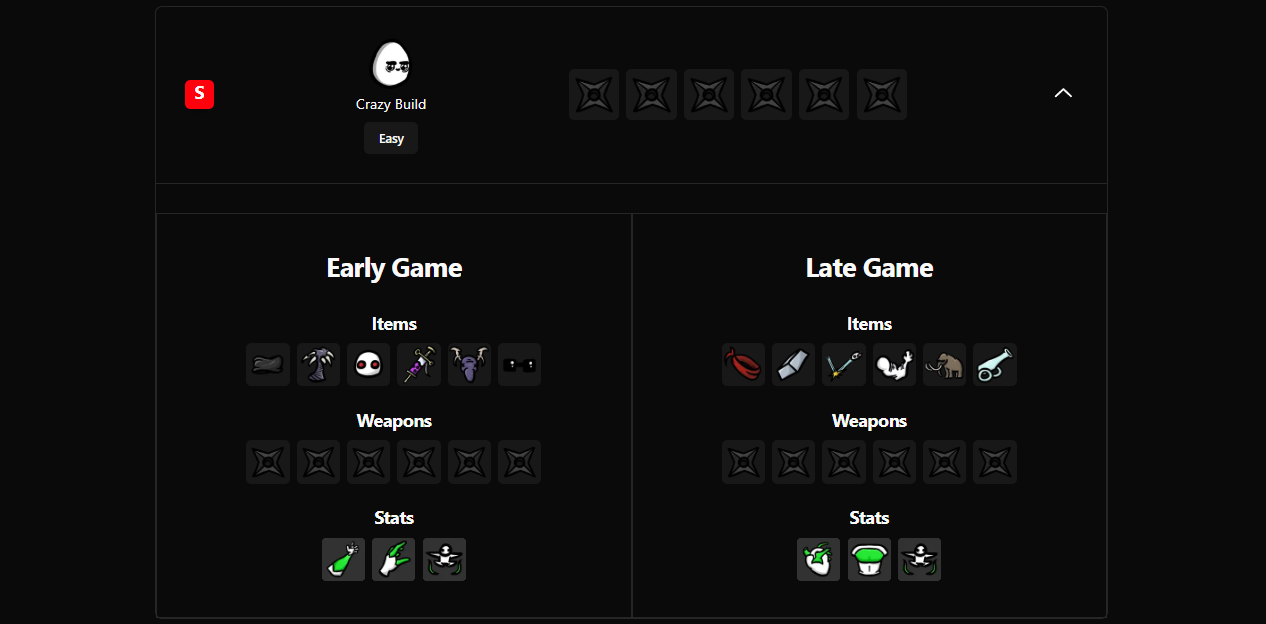 S
Crazy Build
Easy
Early Game
Items
Weapons
Stats
Late Game
Items
Weapons
Stats